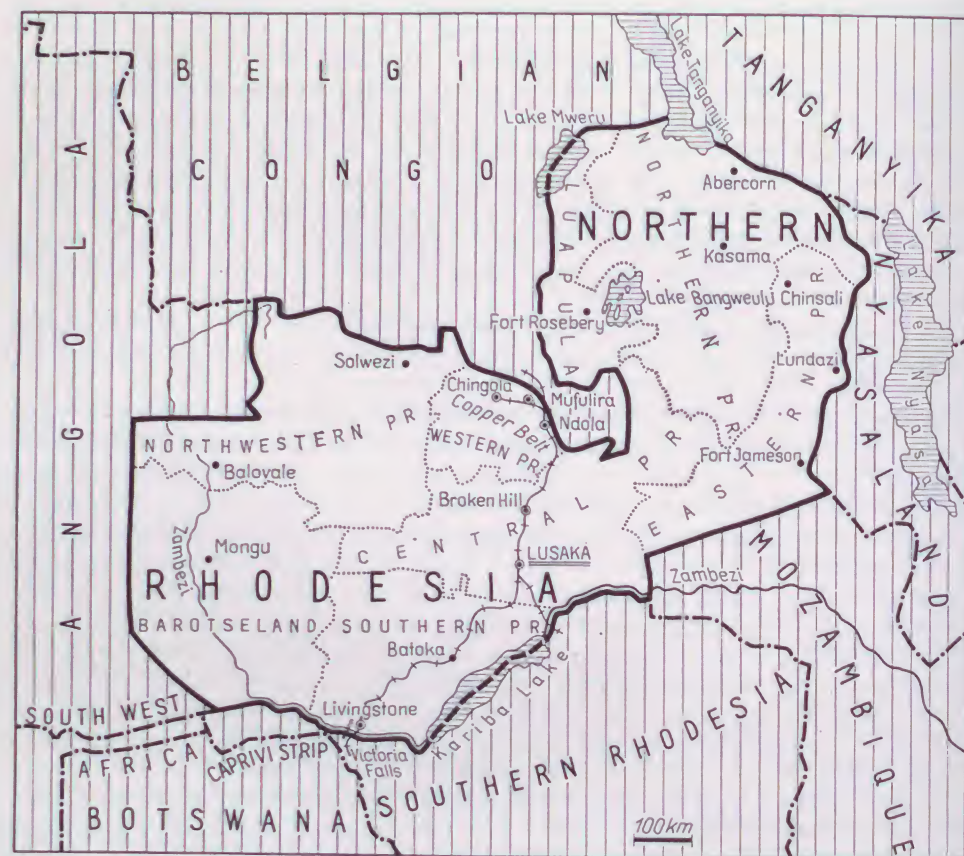 BELGIAN
CONGO
Lake Tanganyika
TANGANYIKA
Lake Mweru
Abercorn
NORTHERN
NORTHERN PR
Kasama
LUAPULA
Lake Bangweulu
Chinsali
Fort Rosebery
NYASALAND
Lake Nyasa
ANGOLA
Solwezi
Chingola
Mufulira
Copper Belt
Ndola
Lundazi
NORTHWESTERN PR
WESTERN PR.
Balovale
Fort Jameson
EASTERN PR
Broken Hill
CENTRAL PR
Mongu
Zambezi
LUSAKA
Zambezi
RHODESIA
BAROTSELAND
SOUTHERN PR
MOZAMBIQUE
Batoka
Kariba Lake
Livingstone
SOUTH WEST
AFRICA
CAPRIVI STRIP
Victoria
Falls
SOUTHERN RHODESIA
BOTSWANA
100km